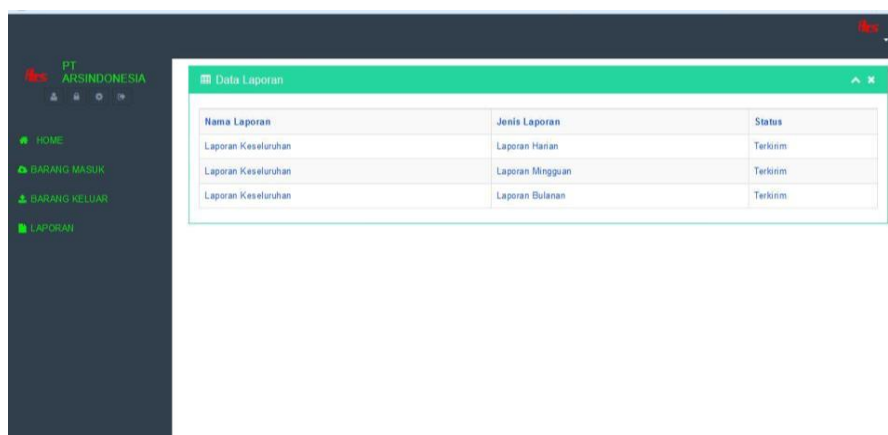 PT
ARSINDONESIA
HOME
BARANG MASUK
BARANG KELUAR
LAPORAN
Data Laporan
Nama Laporan Jenis Laporan Status
Laporan Keseluruhan Laporan Harian Terkirim
Laporan Keseluruhan Laporan Mingguan Terkirim
Laporan Keseluruhan Laporan Bulanan Terkirim